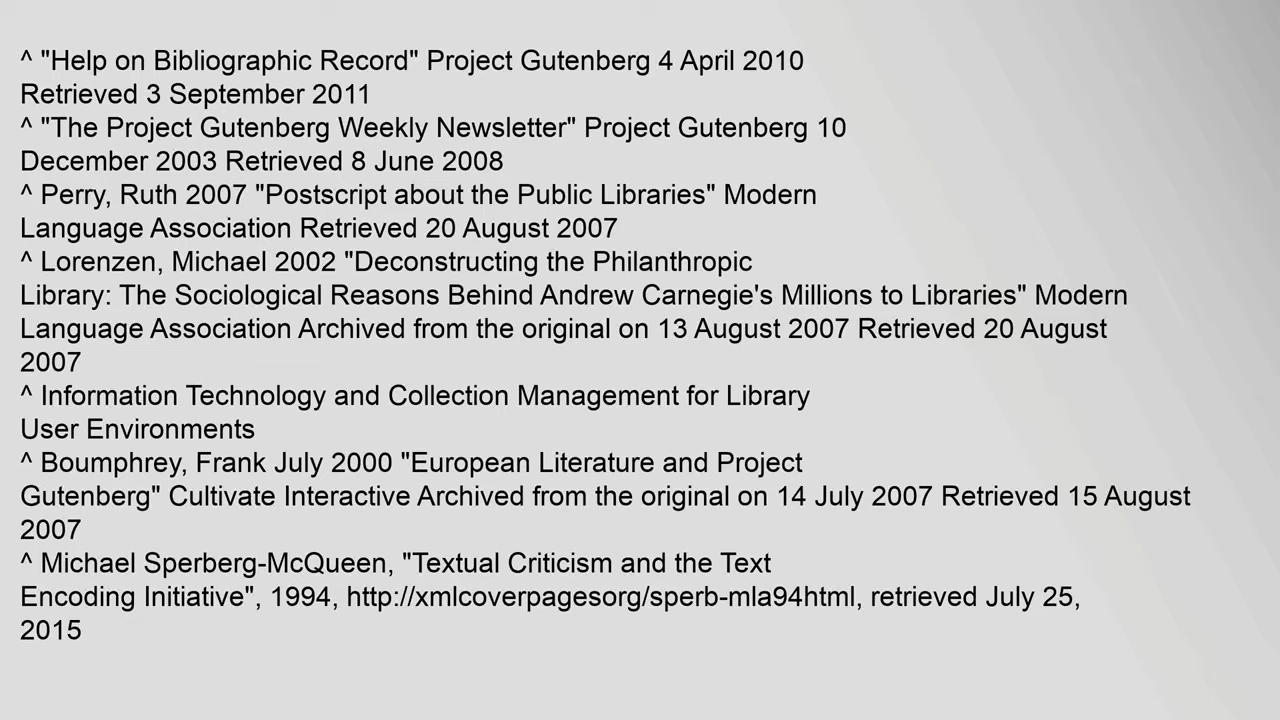 ^ "Help on Bibliographic Record" Project Gutenberg 4 April 2010
Retrieved 3 September 2011
^ "The Project Gutenberg Weekly Newsletter" Project Gutenberg 10
December 2003 Retrieved 8 June 2008
^ Perry, Ruth 2007 "Postscript about the Public Libraries" Modern
Language Association Retrieved 20 August 2007
^ Lorenzen, Michael 2002 "Deconstructing the Philanthropic
Library: The Sociological Reasons Behind Andrew Carnegie's Millions to Libraries" Modern
Language Association Archived from the original on 13 August 2007 Retrieved 20 August
2007
^ Information Technology and Collection Management for Library
User Environments
^ Boumphrey, Frank July 2000 "European Literature and Project
Gutenberg" Cultivate Interactive Archived from the original on 14 July 2007 Retrieved 15 August
2007
^ Michael Sperberg-McQueen, "Textual Criticism and the Text
Encoding Initiative", 1994, http://xmlcoverpagesorg/sperb-mla94html, retrieved July 25,
2015